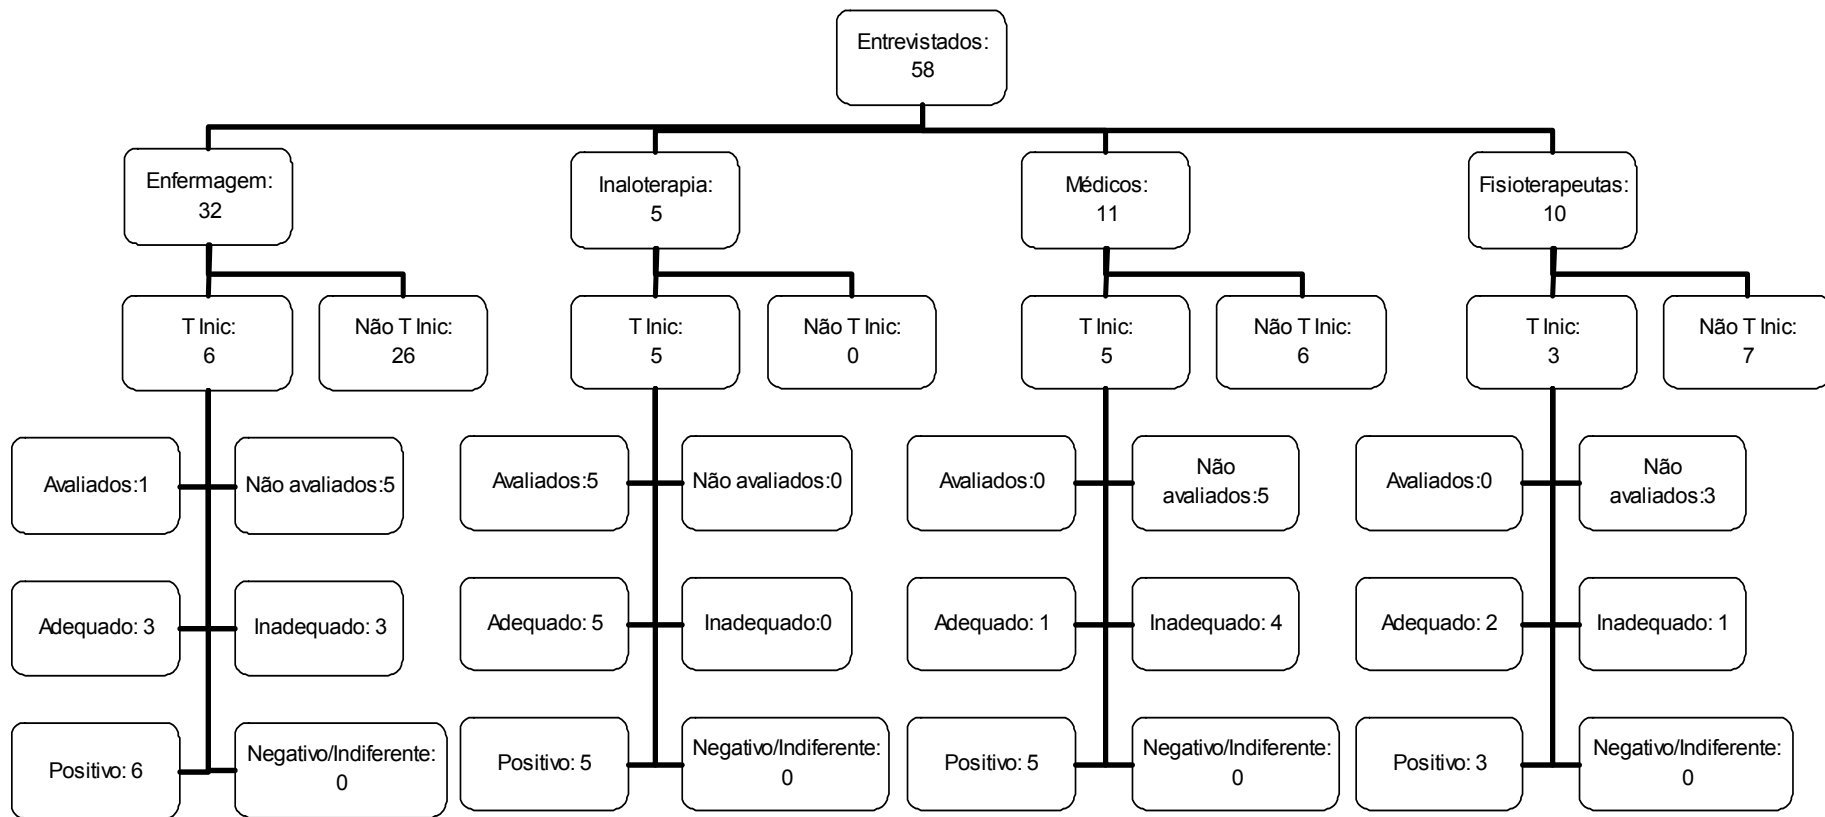 Entrevistados:
58
Enfermagem:
32
Inaloterapia:
5
Médicos:
11
Fisioterapeutas:
10
T Inic:
6
Não T Inic:
26
T Inic:
5
Não T Inic:
0
T Inic:
5
Não T Inic:
6
T Inic:
3
Não T Inic:
7
Avaliados:1
Não avaliados:5
Avaliados:5
Não avaliados:0
Avaliados:0
Não
avaliados:5
Avaliados:0
Não
avaliados:3
Adequado: 3
Inadequado: 3
Adequado: 5
Inadequado:0
Adequado: 1
Inadequado: 4
Adequado: 2
Inadequado: 1
Positivo: 6
Negativo/Indiferente:
0
Positivo: 5
Negativo/Indiferente:
0
Positivo: 5
Negativo/Indiferente:
0
Positivo: 3
Negativo/Indiferente:
0